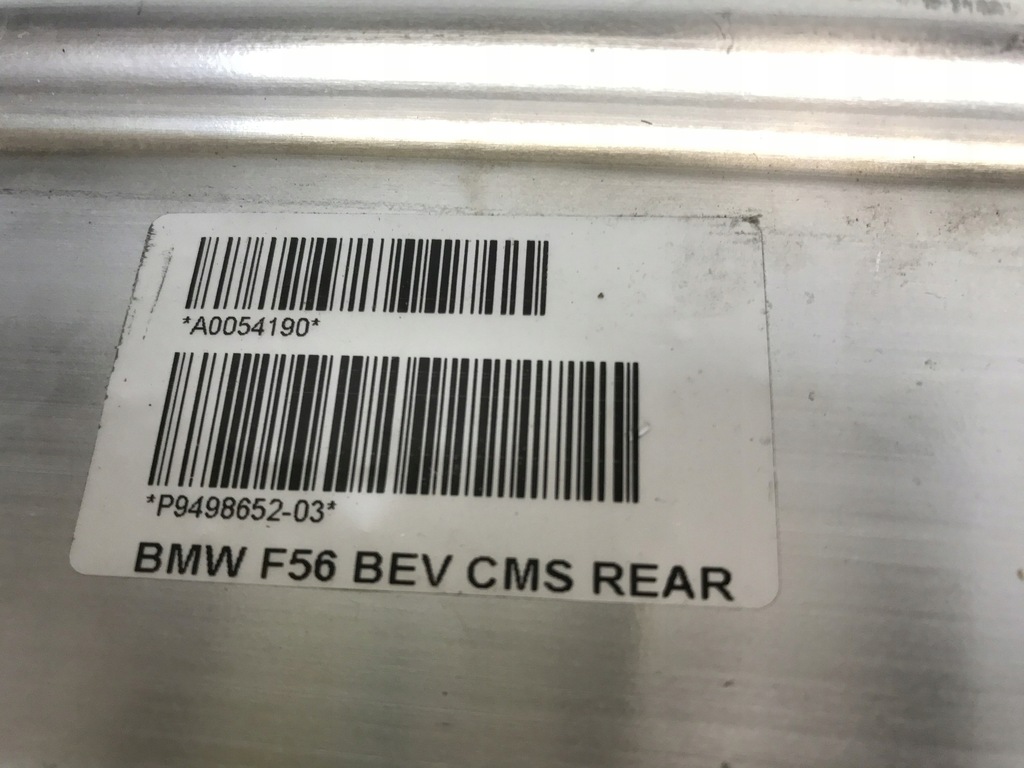 *A0054190*
*P9498652-03*
BMW F56 BEV CMS REAR